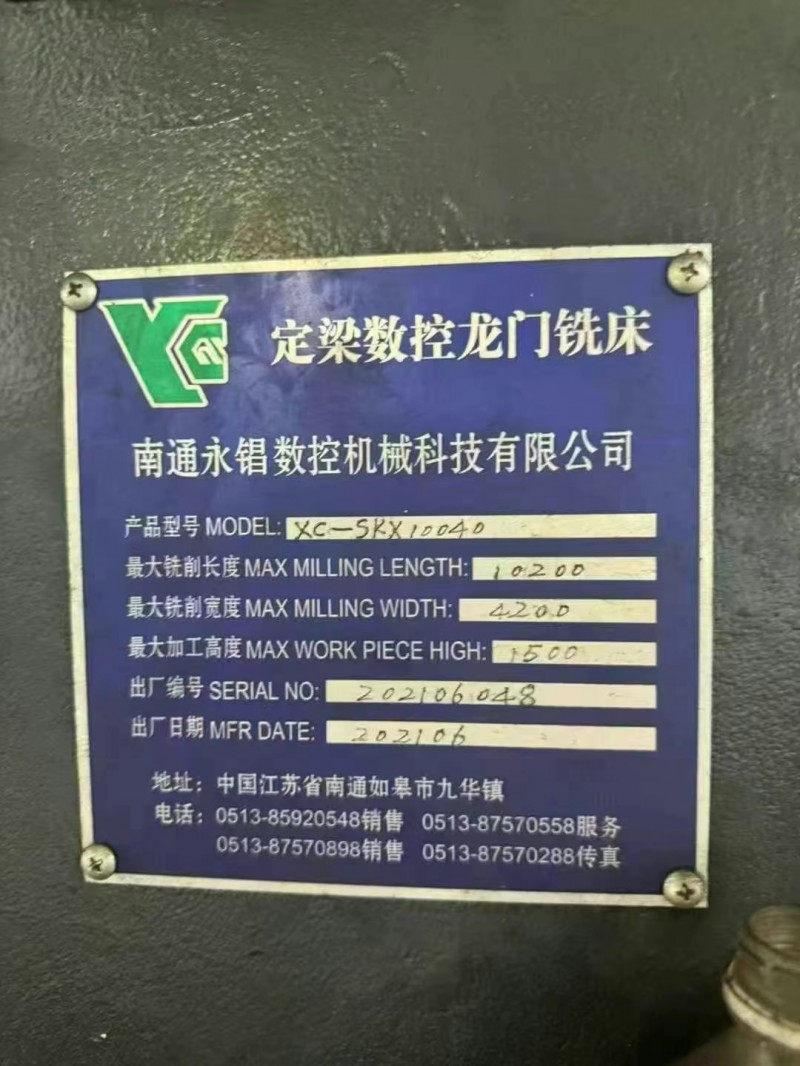 YC 定梁数控龙门铣床
南通永锠数控机械科技有限公司
产品型号 MODEL: XC-SKX10040
最大铣削长度 MAX MILLING LENGTH: 10200
最大铣削宽度 MAX MILLING WIDTH: 4200
最大加工高度 MAX WORK PIECE HIGH: 1500
出厂编号 SERIAL NO: 202106048
出厂日期 MFR DATE: 202106
地址：中国江苏省南通如皋市九华镇
电话：0513-85920548销售 0513-87570558服务
0513-87570898销售 0513-87570288传真